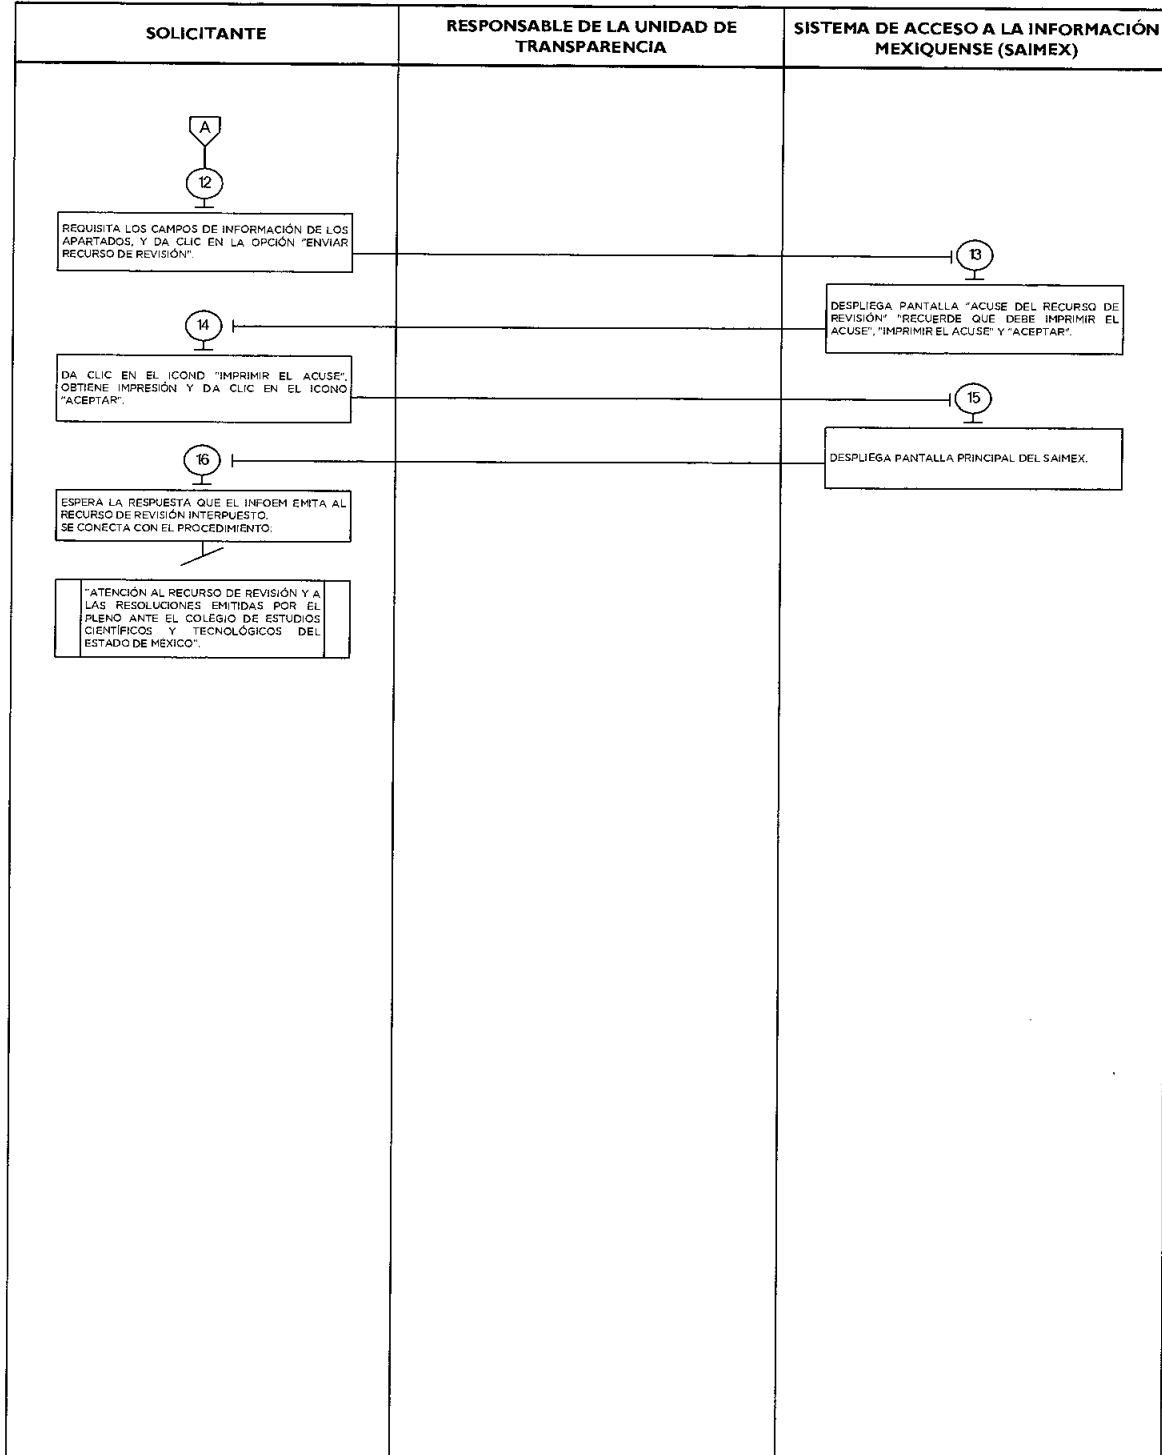 SOLICITANTE
RESPONSABLE DE LA UNIDAD DE
TRANSPARENCIA
SISTEMA DE ACCESO A LA INFORMACIÓN
MEXIQUENSE (SAIMEX)
A
12
REQUISITA LOS CAMPOS DE INFORMACIÓN DE LOS
APARTADOS, Y DA CLIC EN LA OPCIÓN "ENVIAR
RECURSO DE REVISIÓN".
13
DESPLIEGA PANTALLA "ACUSE DEL RECURSO DE
REVISIÓN" "RECUERDE QUE DEBE IMPRIMIR EL
ACUSE", "IMPRIMIR EL ACUSE" Y "ACEPTAR".
14
DA CLIC EN EL ICONO "IMPRIMIR EL ACUSE",
OBTIENE IMPRESIÓN Y DA CLIC EN EL ICONO
"ACEPTAR".
15
DESPLIEGA PANTALLA PRINCIPAL DEL SAIMEX.
16
ESPERA LA RESPUESTA QUE EL INFOEM EMITA AL
RECURSO DE REVISIÓN INTERPUESTO.
SE CONECTA CON EL PROCEDIMIENTO:
"ATENCIÓN AL RECURSO DE REVISIÓN Y A
LAS RESOLUCIONES EMITIDAS POR EL
PLENO ANTE EL COLEGIO DE ESTUDIOS
CIENTÍFICOS Y TECNOLÓGICOS DEL
ESTADO DE MÉXICO".